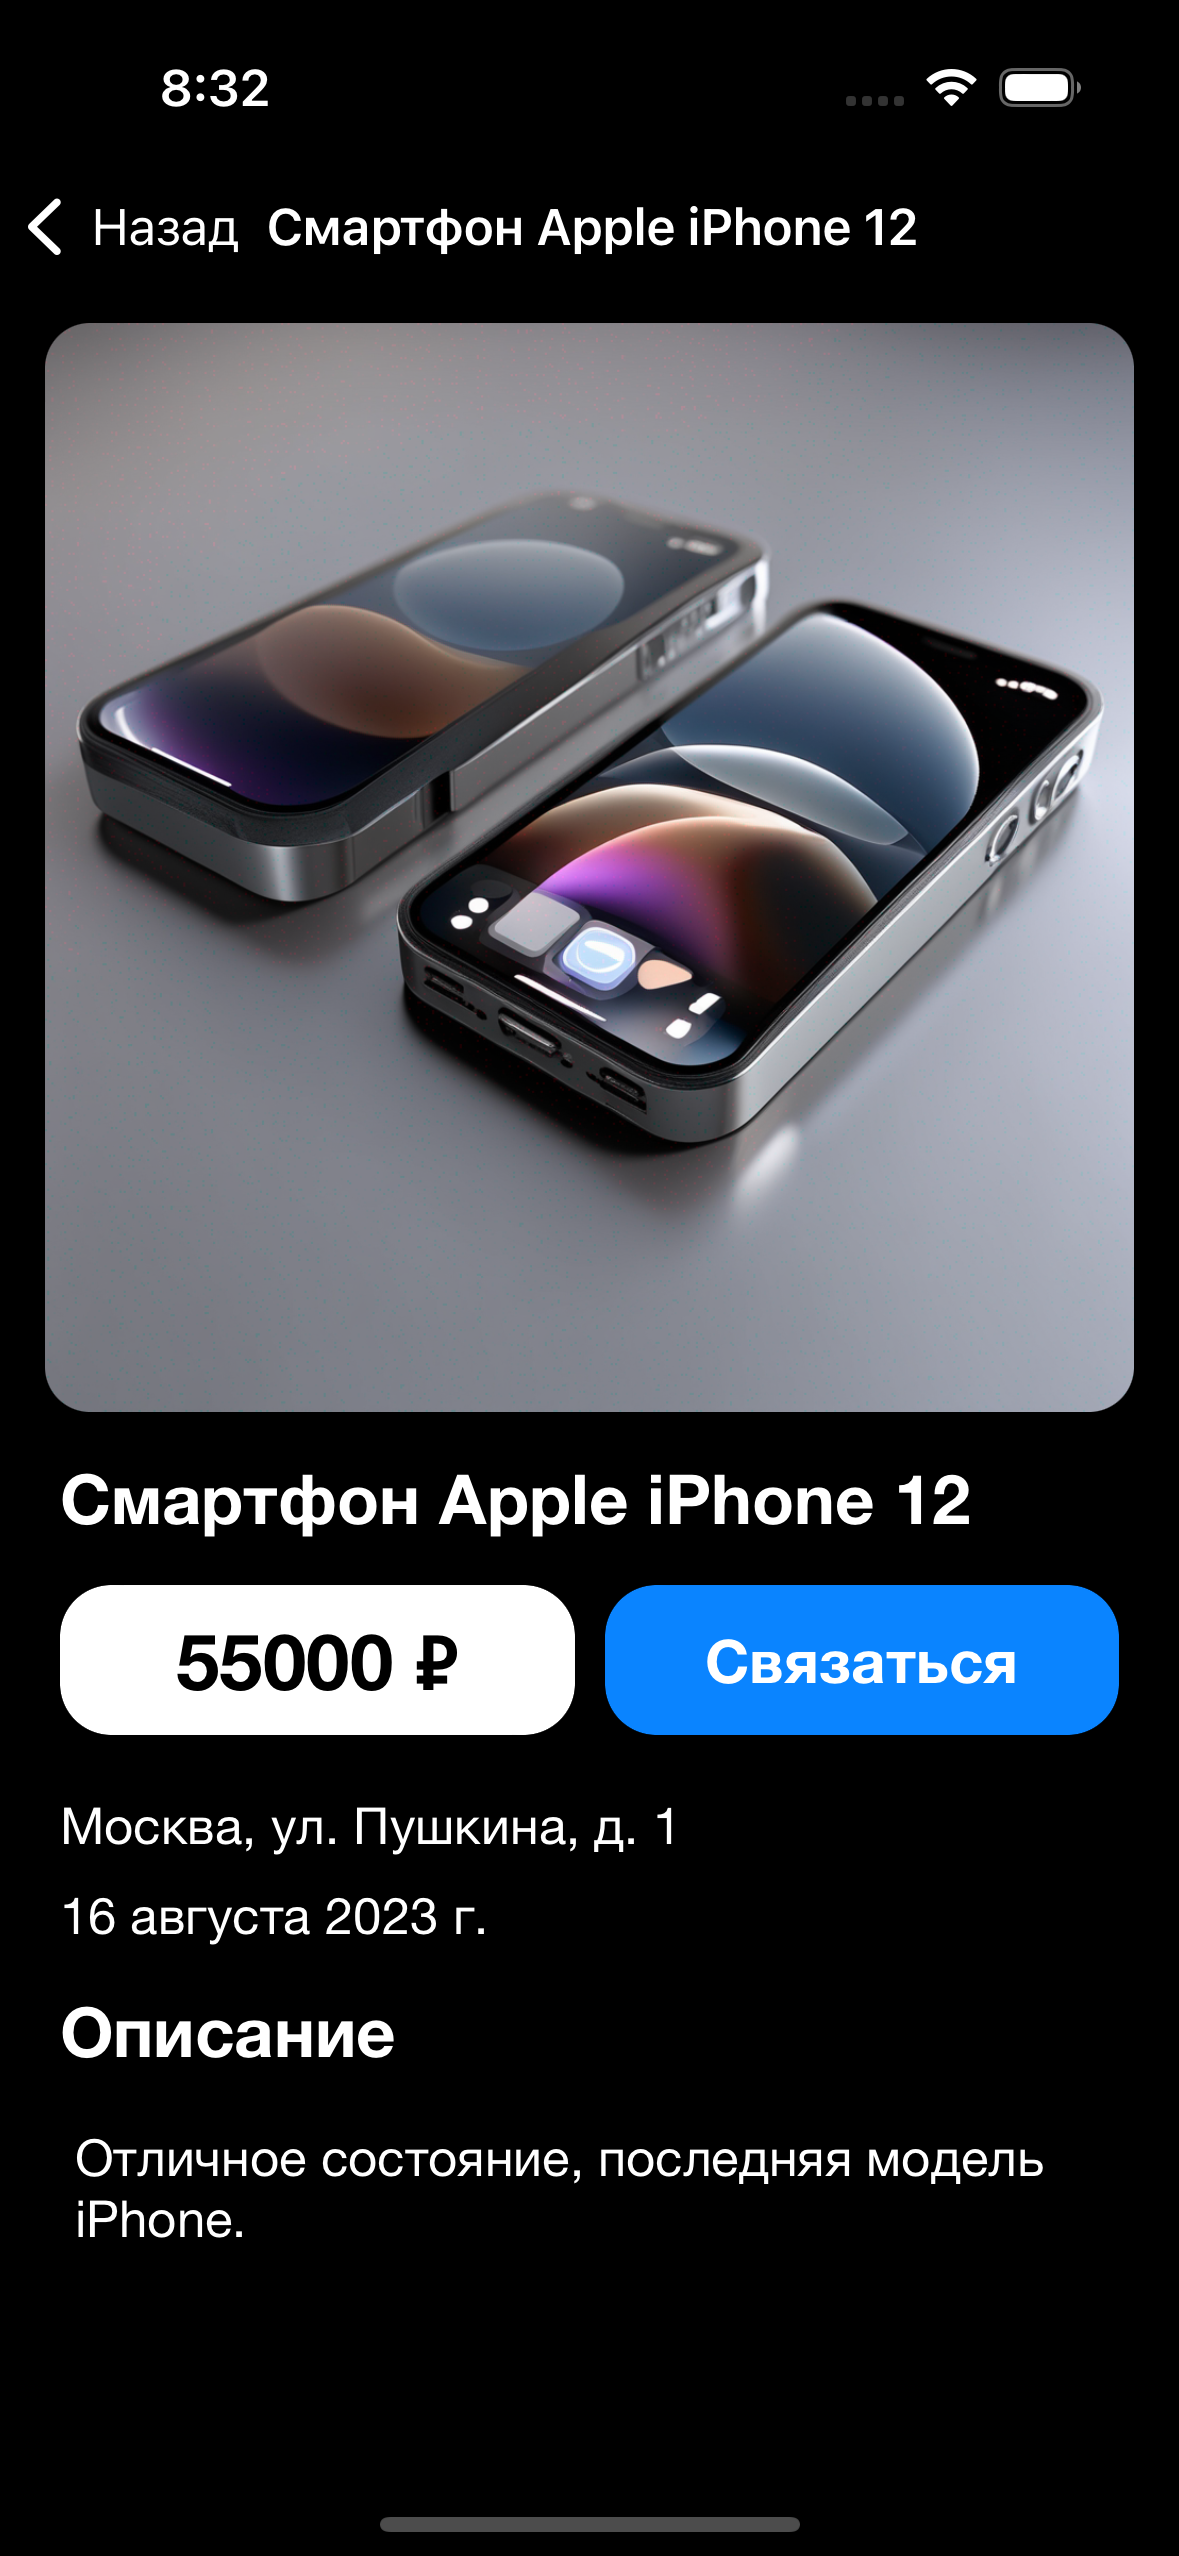 8:32
Назад Смартфон Apple iPhone 12
Смартфон Apple iPhone 12
55000 ₽
Связаться
Москва, ул. Пушкина, д. 1
16 августа 2023 г.
Описание
Отличное состояние, последняя модель
iPhone.